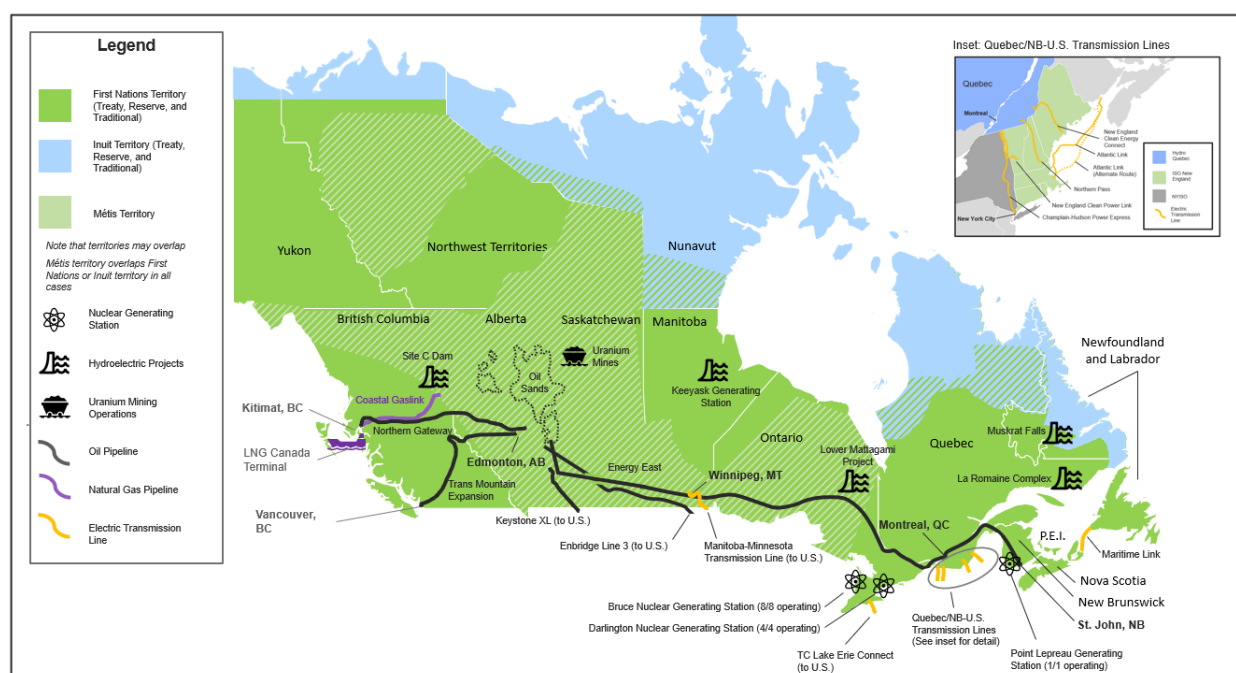 Legend
First Nations Territory
(Treaty, Reserve, and
Traditional)
Inuit Territory (Treaty,
Reserve, and
Traditional)
Métis Territory
Note that territories may overlap
Métis territory overlaps First
Nations or Inuit territory in all
cases
Nuclear Generating
Station
Hydroelectric Projects
Uranium Mining
Operations
Oil Pipeline
Natural Gas Pipeline
Electric Transmission
Line
Inset: Quebec/NB-U.S. Transmission Lines
Quebec
Montreal
New England
Clean Energy
Connect
Atlantic Link
Atlantic Link
(Alternate Route)
Northern Pass
New England Clean Power Link
New York City
Champlain-Hudson Power Express
Hydro
Quebec
ISO New
England
NYISO
Electric
Transmission
Line
Yukon
Northwest Territories
Nunavut
British Columbia
Alberta
Saskatchewan
Manitoba
Site C Dam
Oil
Sands
Uranium
Mines
Keeyask Generating
Station
Newfoundland
and Labrador
Coastal Gaslink
Kitimat, BC
Northern Gateway
LNG Canada
Terminal
Edmonton, AB
Trans Mountain
Expansion
Vancouver,
BC
Energy East
Keystone XL (to U.S.)
Enbridge Line 3 (to U.S.)
Winnipeg, MT
Manitoba-Minnesota
Transmission Line (to U.S.)
Ontario
Lower Mattagami
Project
Quebec
Muskrat Falls
La Romaine Complex
Montreal, QC
P.E.I.
Maritime Link
Nova Scotia
New Brunswick
St. John, NB
Bruce Nuclear Generating Station (8/8 operating)
Darlington Nuclear Generating Station (4/4 operating)
TC Lake Erie Connect
(to U.S.)
Quebec/NB-U.S.
Transmission Lines
(See inset for detail)
Point Lepreau Generating
Station (1/1 operating)